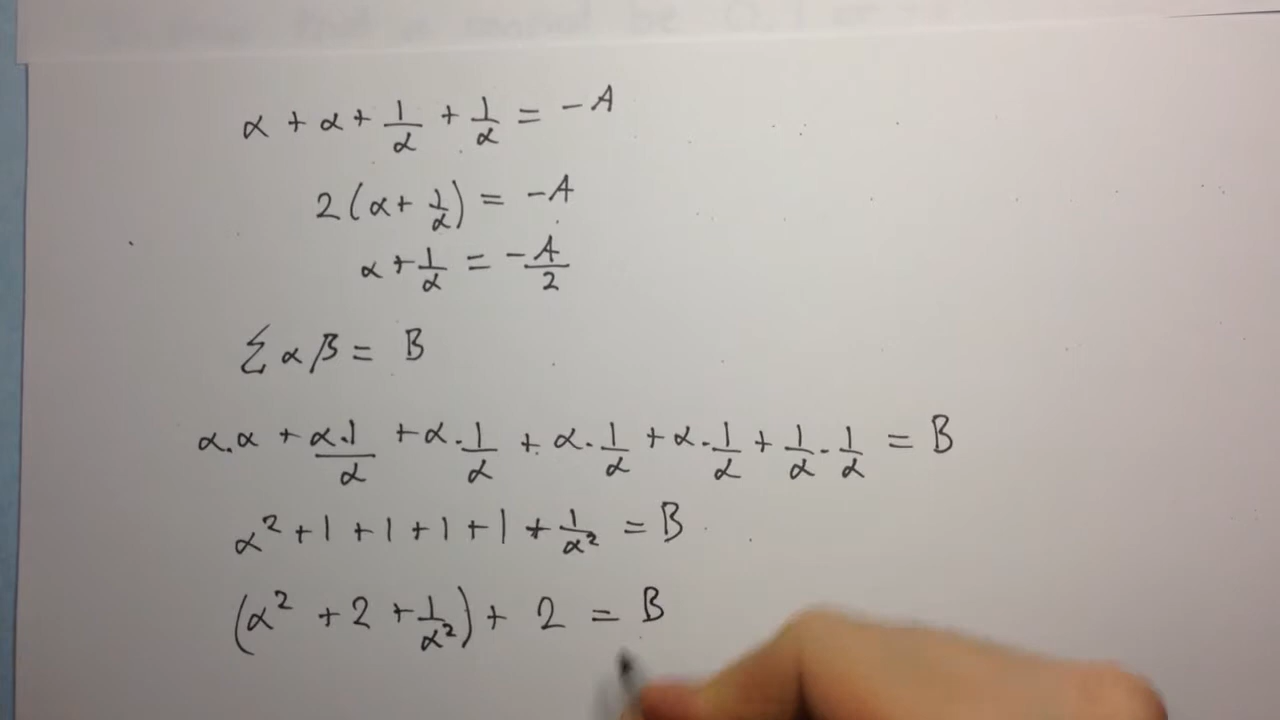 α + α + 1/α + 1/α = -A
2(α + 1/α) = -A
α + 1/α = -A/2
Σαβ = B
α.α + α.1/α + α.1/α + α.1/α + α.1/α + 1/α.1/α = B
α² + 1 + 1 + 1 + 1 + 1/α² = B
(α² + 2 + 1/α²) + 2 = B